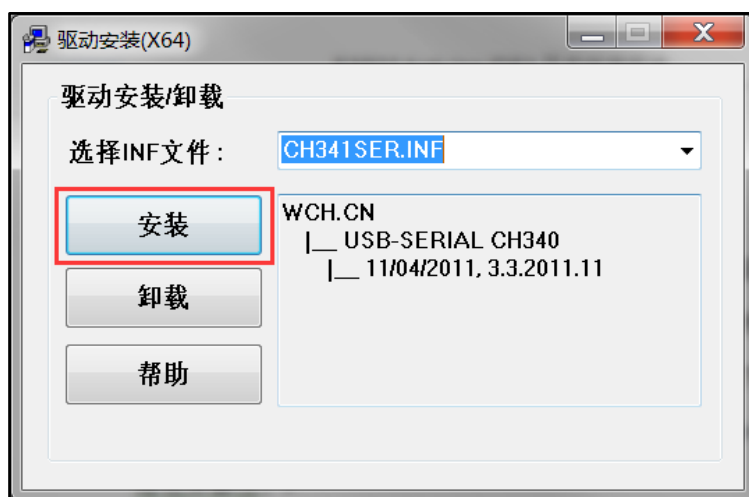 驱动安装(X64)
驱动安装/卸载
选择INF文件:
CH341SER.INF
安装
WCH.CN
|__ USB-SERIAL CH340
|__ 11/04/2011, 3.3.2011.11
卸载
帮助